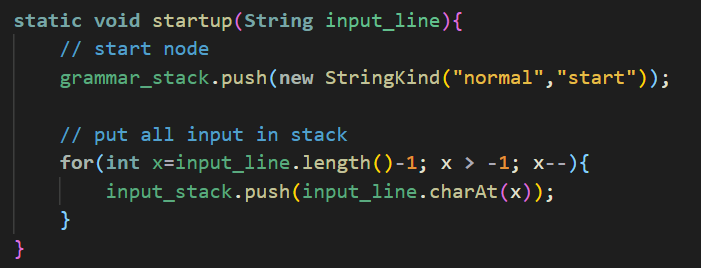 static void startup(String input_line){
    // start node
    grammar_stack.push(new StringKind("normal","start"));

    // put all input in stack
    for(int x=input_line.length()-1; x > -1; x--){
        input_stack.push(input_line.charAt(x));
    }
}